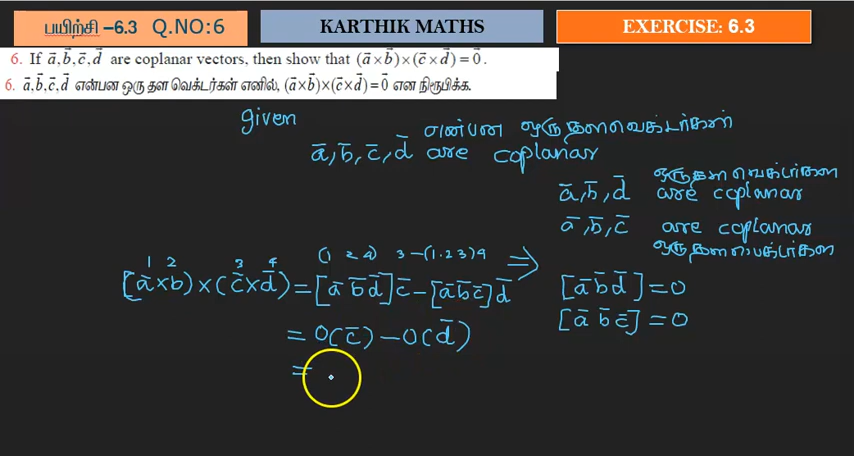 பயிற்சி –6.3 Q.NO:6 KARTHIK MATHS EXERCISE: 6.3
6. If a⃗, b⃗, c⃗, d⃗ are coplanar vectors, then show that (a⃗ × b⃗) × (c⃗ × d⃗) = 0⃗.
6. a⃗, b⃗, c⃗, d⃗ என்பன ஒரு தள வெக்டர்கள் எனில், (a⃗ × b⃗) × (c⃗ × d⃗) = 0⃗ என நிரூபிக்க.
given
என்பன ஒருதளவெக்டர்கள்
a̅, b̅, c̅, d̅ are coplanar
ஒருதள வெக்டர்கள்
a̅, b̅, d̅ are coplanar
a̅, b̅, c̅ are coplanar
ஒருதளவெக்டர்கள்
1 2 3 4 (1 2 4) 3 – (1 2 3) 4 ⟹
[a̅ × b) × (c̅ × d̅) = [a̅ b̅ d̅] c̅ – [a̅ b̅ c̅] d̅ [a̅ b̅ d̅] = 0
[a̅ b̅ c̅] = 0
= 0(c̅) – 0(d̅)
=